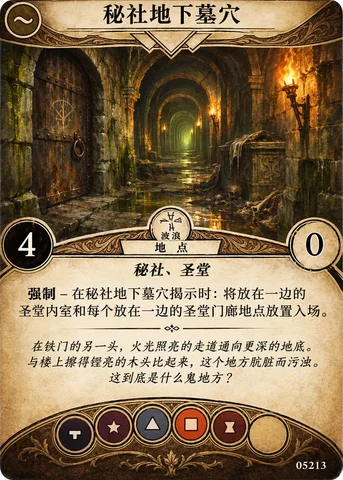 秘社地下墓穴
波浪
地点
4
0
秘社、圣堂
强制 – 在秘社地下墓穴揭示时：将放在一边的
圣堂内室和每个放在一边的圣堂门廊地点放置入场。
在铁门的另一头，火光照亮的走道通向更深的地底。
与楼上擦得锃亮的木头比起来，这个地方肮脏而污浊。
这到底是什么鬼地方？
05213